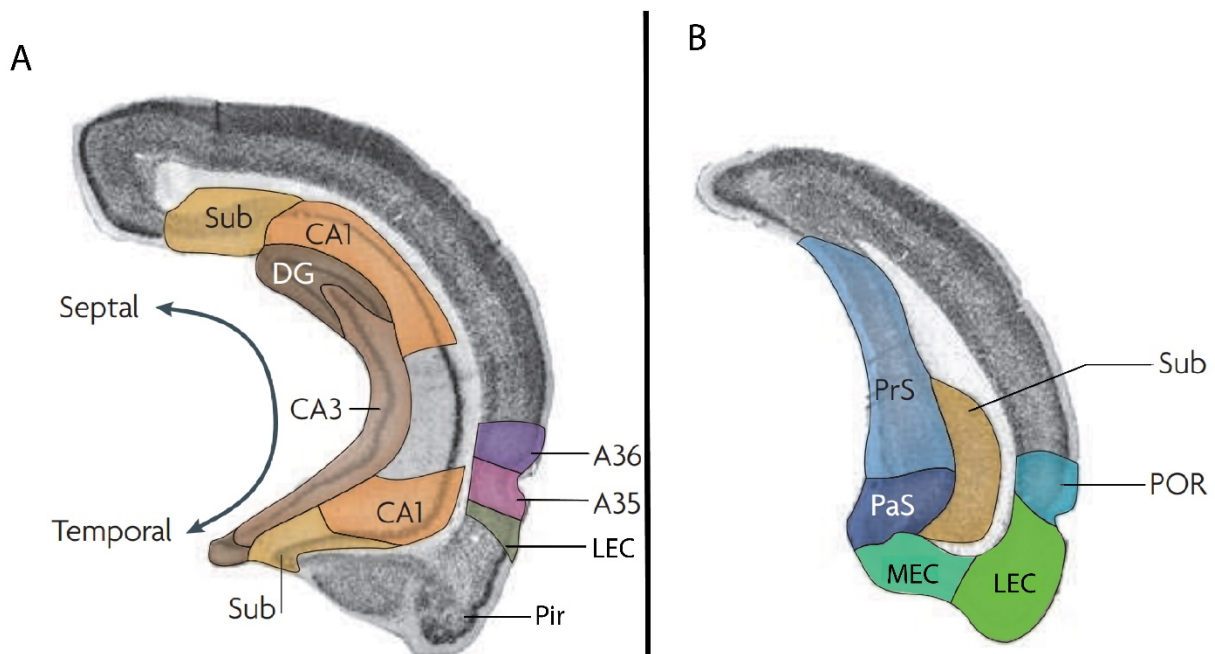 A
Sub
CA1
DG
Septal
CA3
A36
A35
Temporal
CA1
LEC
Sub
Pir
B
Sub
PrS
POR
PaS
MEC
LEC